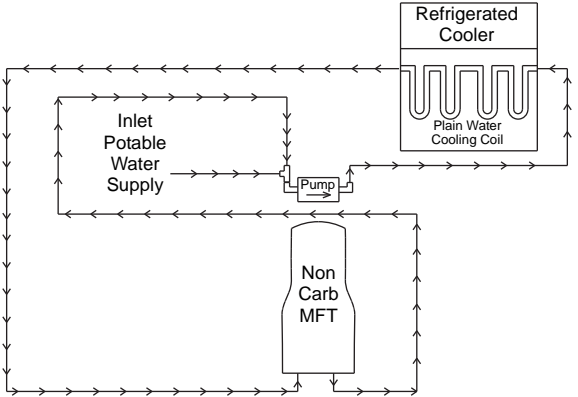 Refrigerated
Cooler
Plain Water
Cooling Coil
Inlet
Potable
Water
Supply
Pump
Non
Carb
MFT